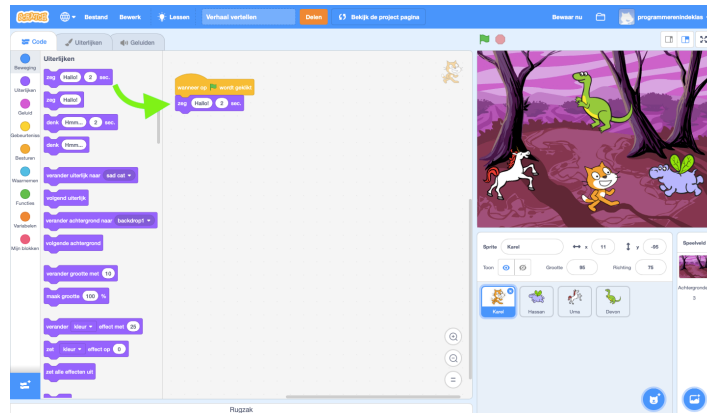 SCRATCH
Bestand Bewerk Lessen Verhaal vertellen Delen Bekijk de project pagina Bewaar nu programmerenindeklas
Code Uiterlijken Geluiden
Beweging
Uiterlijken
Geluid
Gebeurtenissen
Besturen
Waarnemen
Functies
Variabelen
Mijn blokken
Uiterlijken
zeg Hallo! 2 sec.
zeg Hallo!
denk Hmm... 2 sec.
denk Hmm...
verander uiterlijk naar sad cat
volgend uiterlijk
verander achtergrond naar backdrop1
volgende achtergrond
verander grootte met 10
maak grootte 100 %
verander kleur effect met 25
zet kleur effect op 0
zet alle effecten uit
wanneer op wordt geklikt
zeg Hallo! 2 sec.
Rugzak
Sprite Karel x 11 y -85
Toon Grootte 95 Richting 75
Karel Hassan Uma Devon
Speelveld
Achtergronden
3